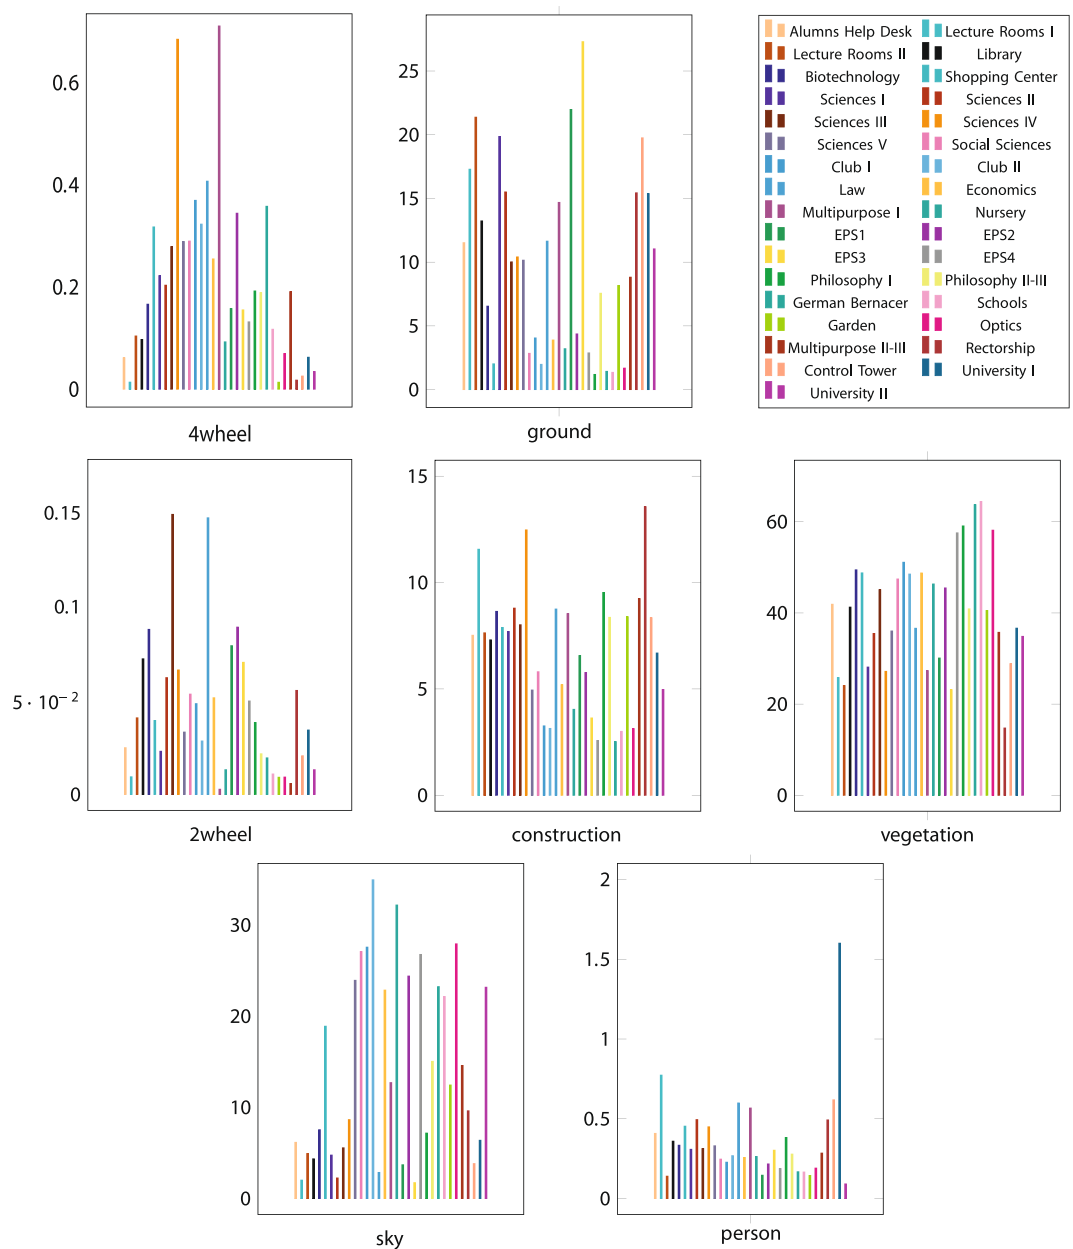 0.6
0.4
0.2
0
4wheel
25
20
15
10
5
0
ground
Alumns Help Desk Lecture Rooms I
Lecture Rooms II Library
Biotechnology Shopping Center
Sciences I Sciences II
Sciences III Sciences IV
Sciences V Social Sciences
Club I Club II
Law Economics
Multipurpose I Nursery
EPS1 EPS2
EPS3 EPS4
Philosophy I Philosophy II-III
German Bernacer Schools
Garden Optics
Multipurpose II-III Rectorship
Control Tower University I
University II
0.15
0.1
5 · 10⁻²
0
2wheel
15
10
5
0
construction
60
40
20
0
vegetation
30
20
10
0
sky
2
1.5
1
0.5
0
person